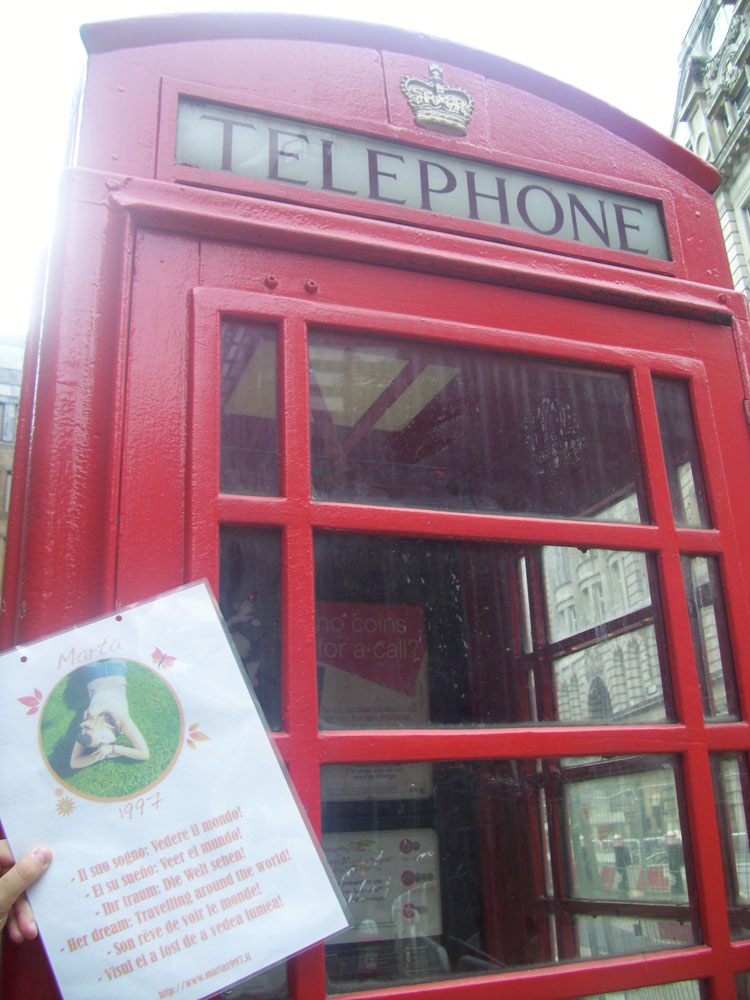 TELEPHONE
no coins
for a call?
Marta
1997
- Il suo sogno: Vedere il mondo!
- El su sueño: Veer el mundo!
- Ihr traum: Die Welt sehen!
- Her dream: Travelling around the world!
- Son rêve de voir le monde!
- Visul ei a fost de a vedea lumea!
http://www.marta1997.it